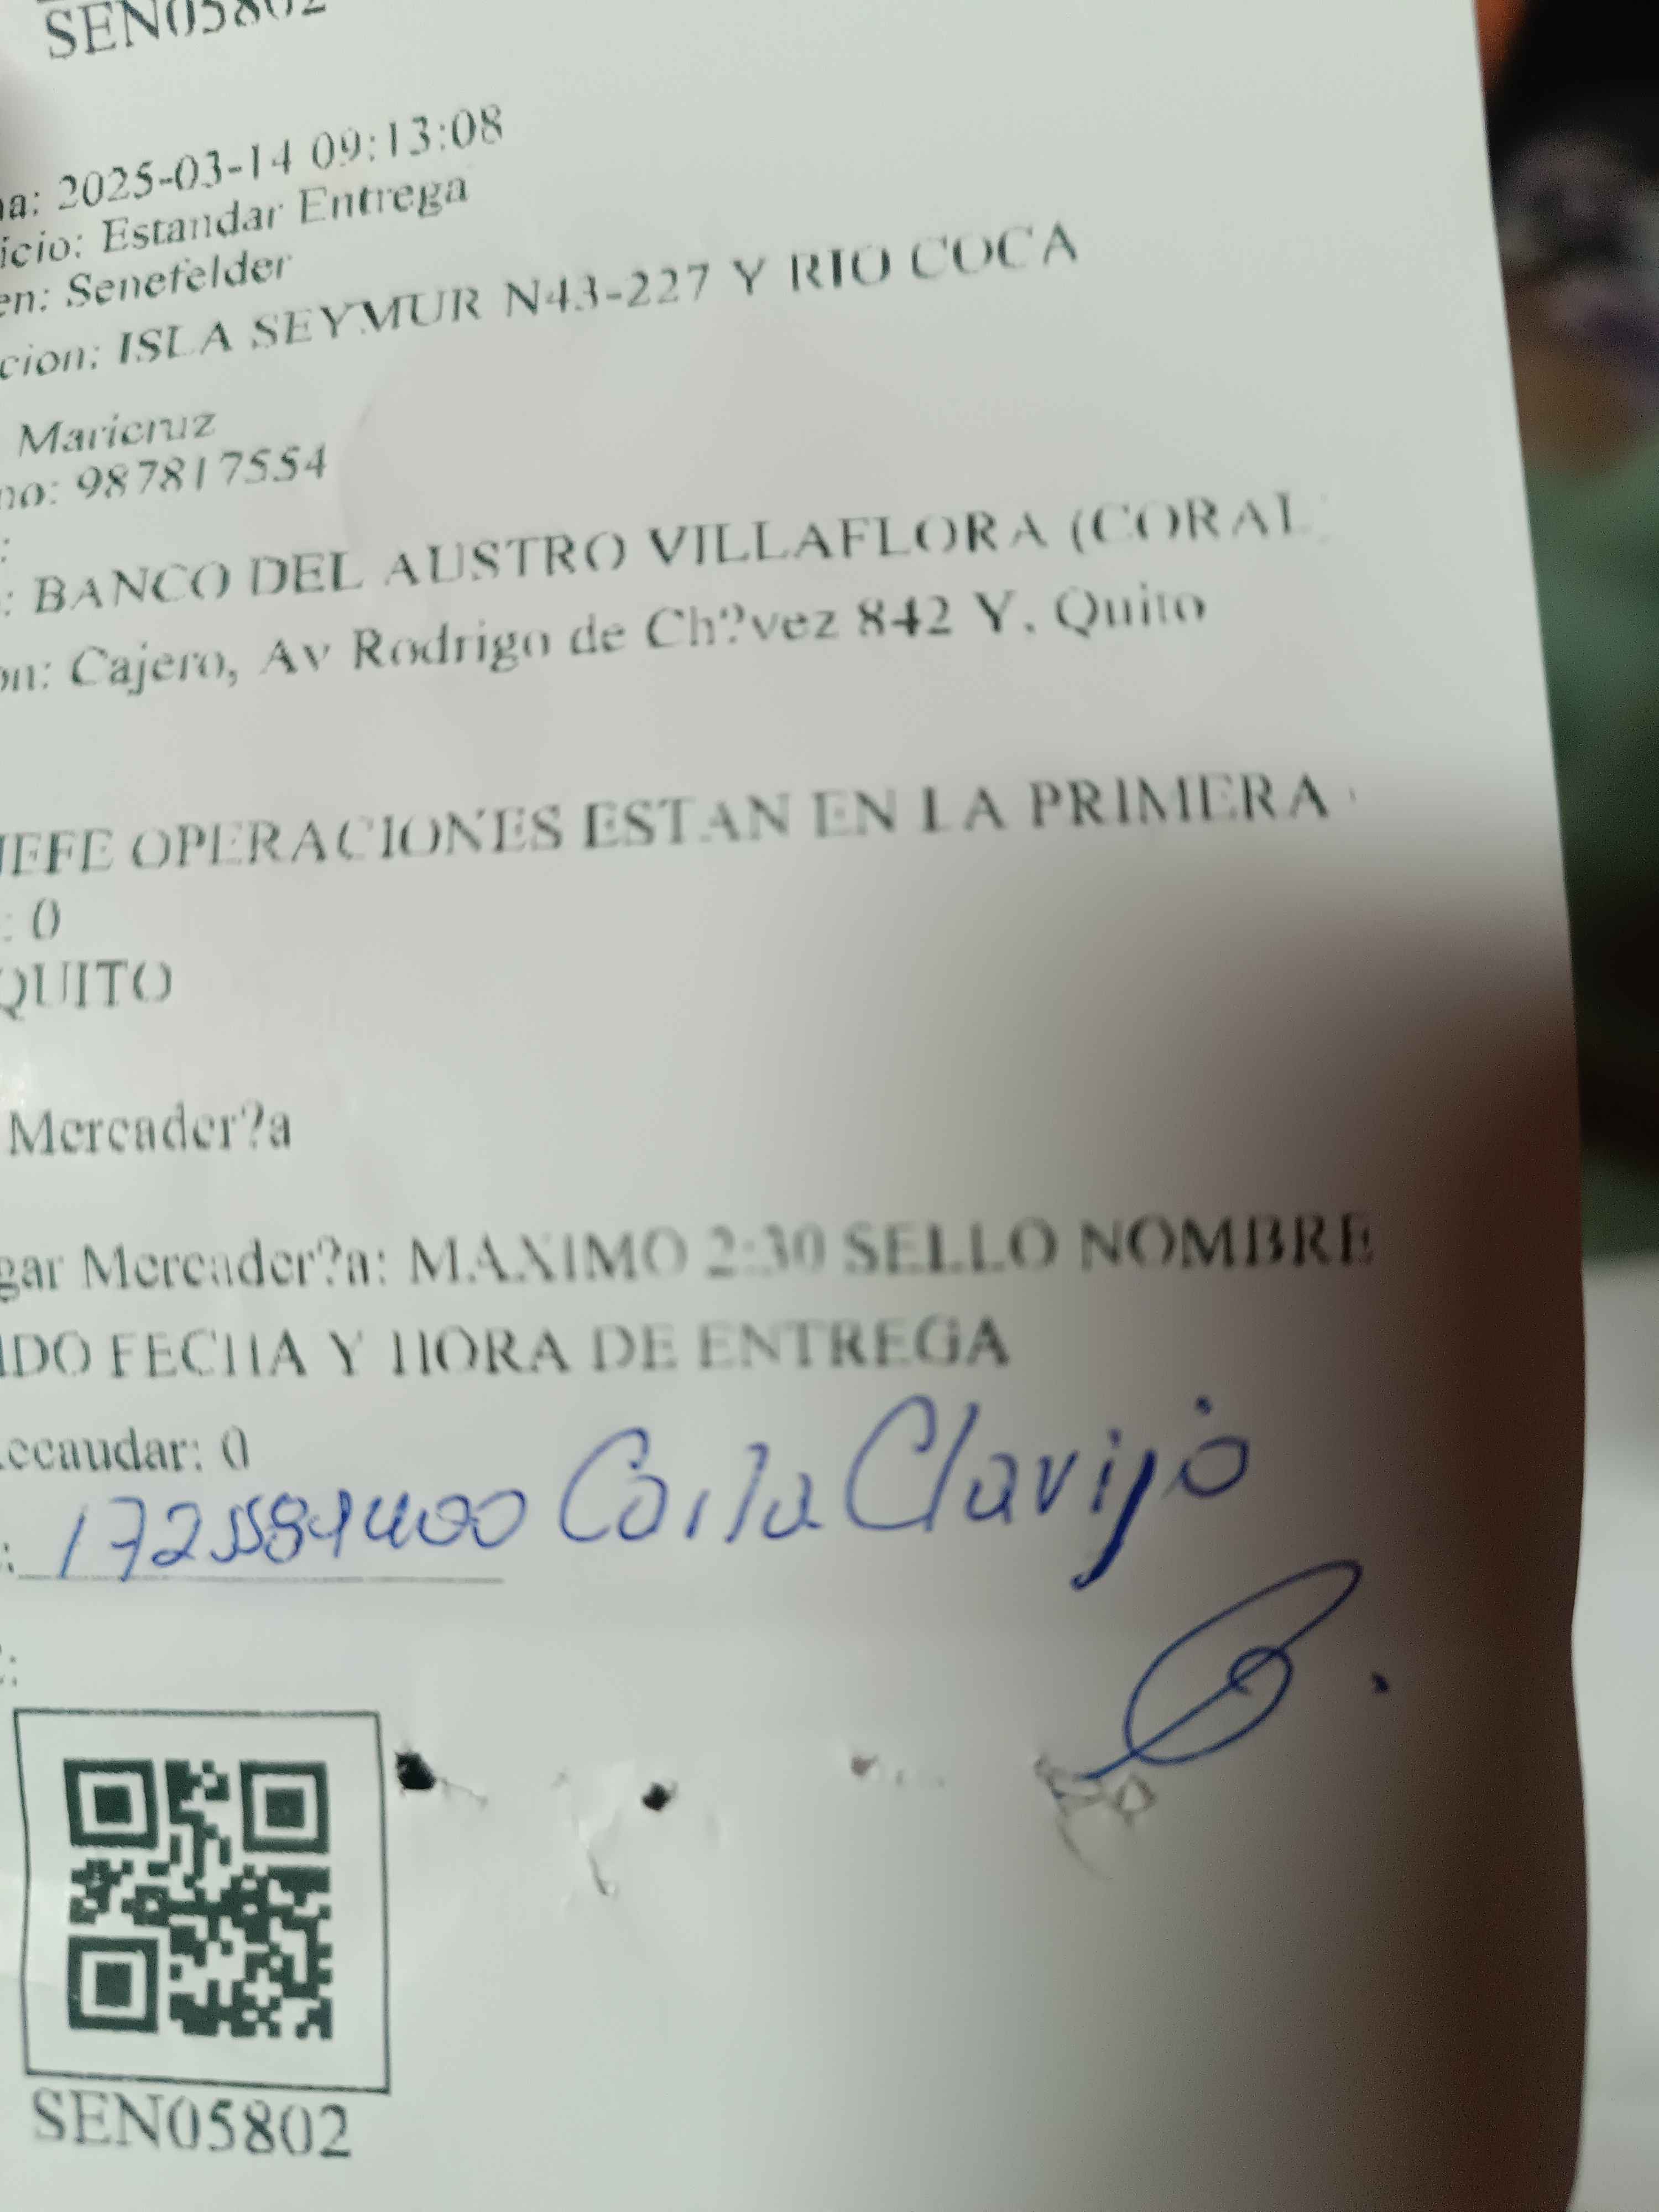 SEN05802
a: 2025-03-14 09:13:08
icio: Estandar Entrega
en: Senefelder
cion: ISLA SEYMUR N43-227 Y RIO COCA
Maricruz
no: 987817554
:
: BANCO DEL AUSTRO VILLAFLORA (CORAL
on: Cajero, Av Rodrigo de Ch?vez 842 Y. Quito
JEFE OPERACIONES ESTAN EN LA PRIMERA
: 0
QUITO
Mercader?a
gar Mercader?a: MAXIMO 2:30 SELLO NOMBRE
DO FECHA Y HORA DE ENTREGA
ecaudar: 0
: Carla Clavijo
:
SEN05802